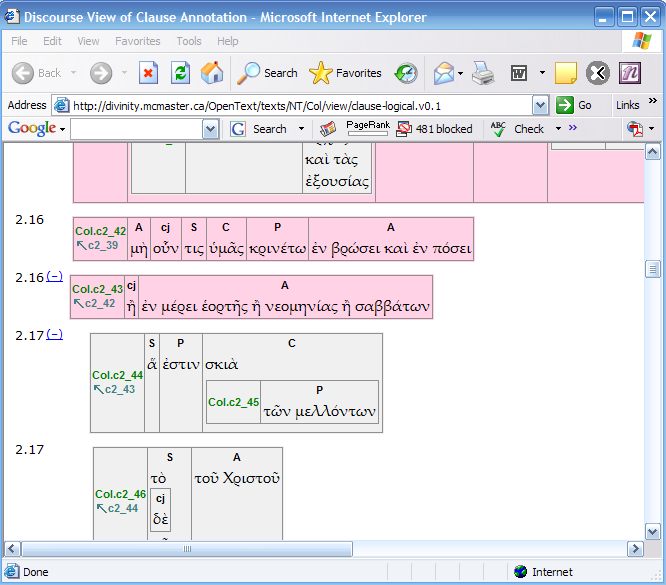 Discourse View of Clause Annotation - Microsoft Internet Explorer
File Edit View Favorites Tools Help
Back Search Favorites
Address http://divinity.mcmaster.ca/OpenText/texts/NT/Col/view/clause-logical.v0.1 Go Links »
Google Search PageRank 481 blocked ABC Check »
καὶ τὰς
ἐξουσίας
2.16
Col.c2_42
c2_39
A cj S C P A
μὴ οὖν τις ὑμᾶς κρινέτω ἐν βρώσει καὶ ἐν πόσει
2.16 (-)
Col.c2_43
c2_42
cj A
ἢ ἐν μέρει ἑορτῆς ἢ νεομηνίας ἢ σαββάτων
2.17 (-)
Col.c2_44
c2_43
S P C
ἅ ἐστιν σκιὰ
Col.c2_45
P
τῶν μελλόντων
2.17
Col.c2_46
c2_44
S A
τὸ τοῦ Χριστοῦ
cj
δὲ
Done Internet